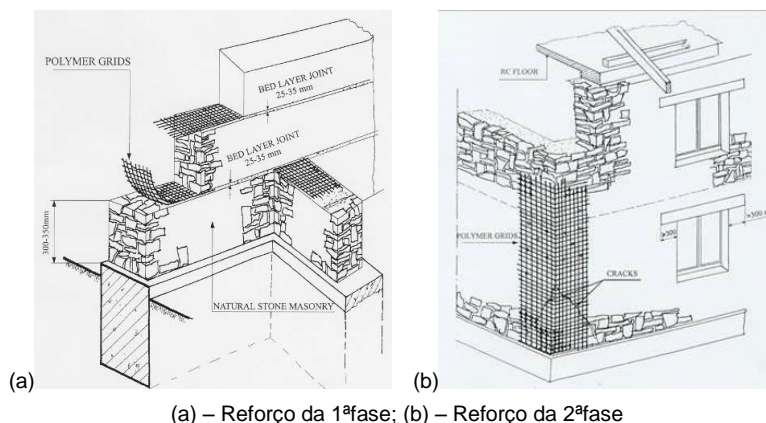 POLYMER GRIDS
BED LAYER JOINT
25-35 mm
BED LAYER JOINT
25-35 mm
300-350mm
NATURAL STONE MASONRY
(a)
RC FLOOR
POLYMER GRIDS
≥300
>300
CRACKS
(b)
(a) – Reforço da 1ªfase; (b) – Reforço da 2ªfase